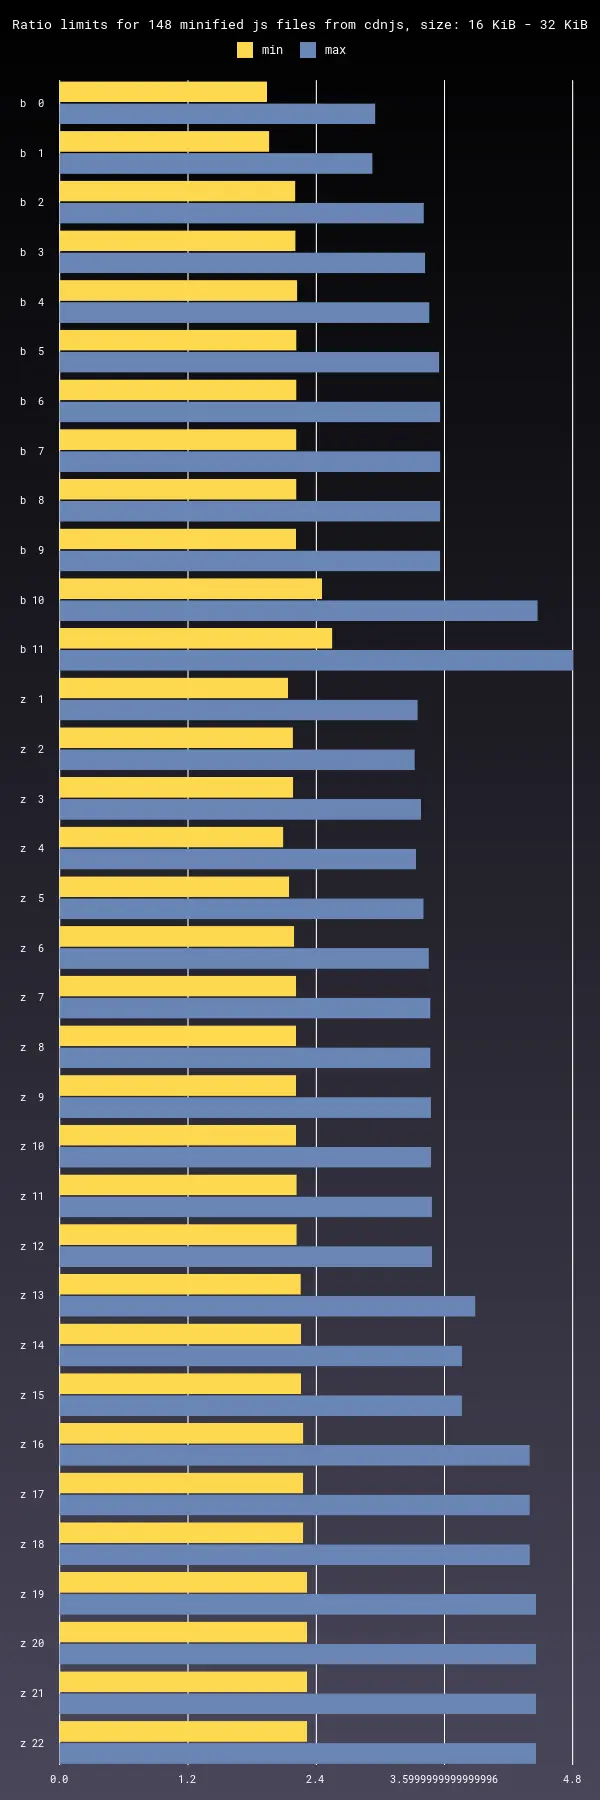 Ratio limits for 148 minified js files from cdnjs, size: 16 KiB - 32 KiB
min max
b 0
b 1
b 2
b 3
b 4
b 5
b 6
b 7
b 8
b 9
b 10
b 11
z 1
z 2
z 3
z 4
z 5
z 6
z 7
z 8
z 9
z 10
z 11
z 12
z 13
z 14
z 15
z 16
z 17
z 18
z 19
z 20
z 21
z 22
0.0 1.2 2.4 3.5999999999999996 4.8